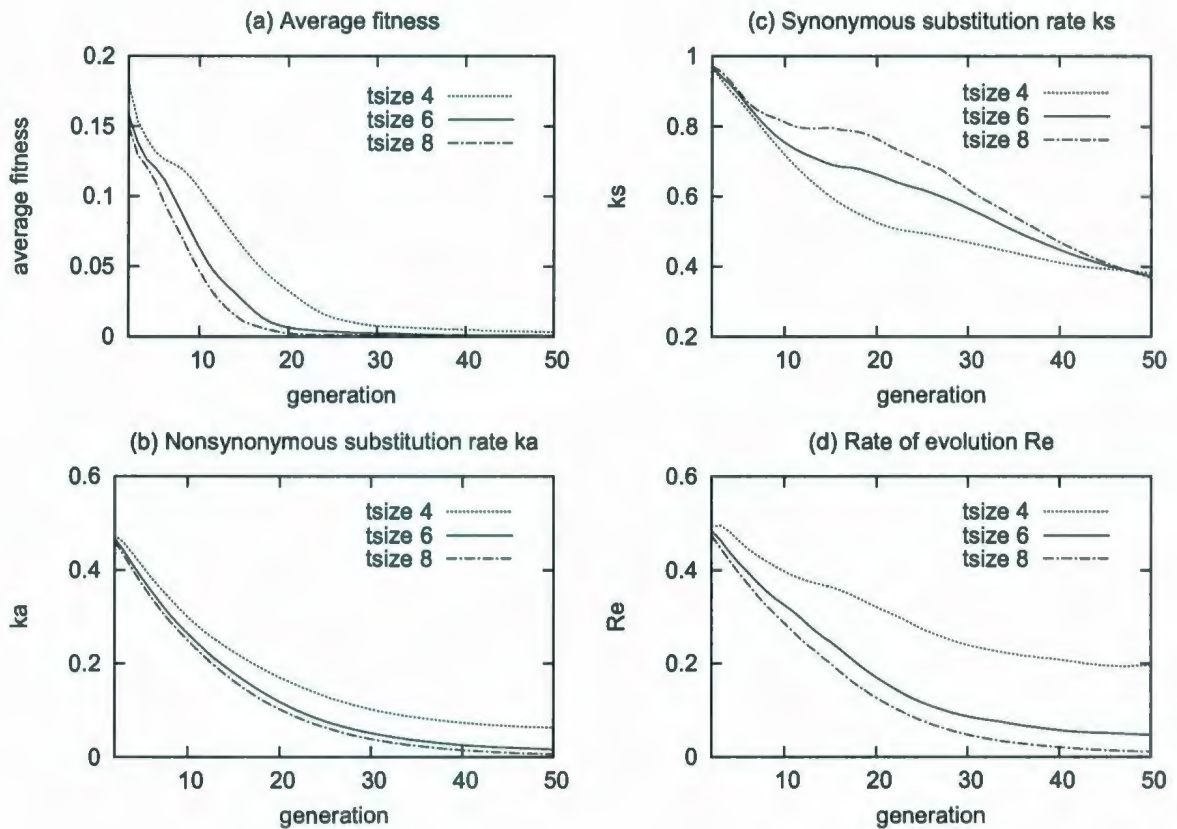 (a) Average fitness
0.2
0.15
0.1
0.05
0
average fitness
tsize 4
tsize 6
tsize 8
10 20 30 40 50
generation
(c) Synonymous substitution rate ks
1
0.8
0.6
0.4
0.2
ks
tsize 4
tsize 6
tsize 8
10 20 30 40 50
generation
(b) Nonsynonymous substitution rate ka
0.6
0.4
0.2
0
ka
tsize 4
tsize 6
tsize 8
10 20 30 40 50
generation
(d) Rate of evolution Re
0.6
0.4
0.2
0
Re
tsize 4
tsize 6
tsize 8
10 20 30 40 50
generation